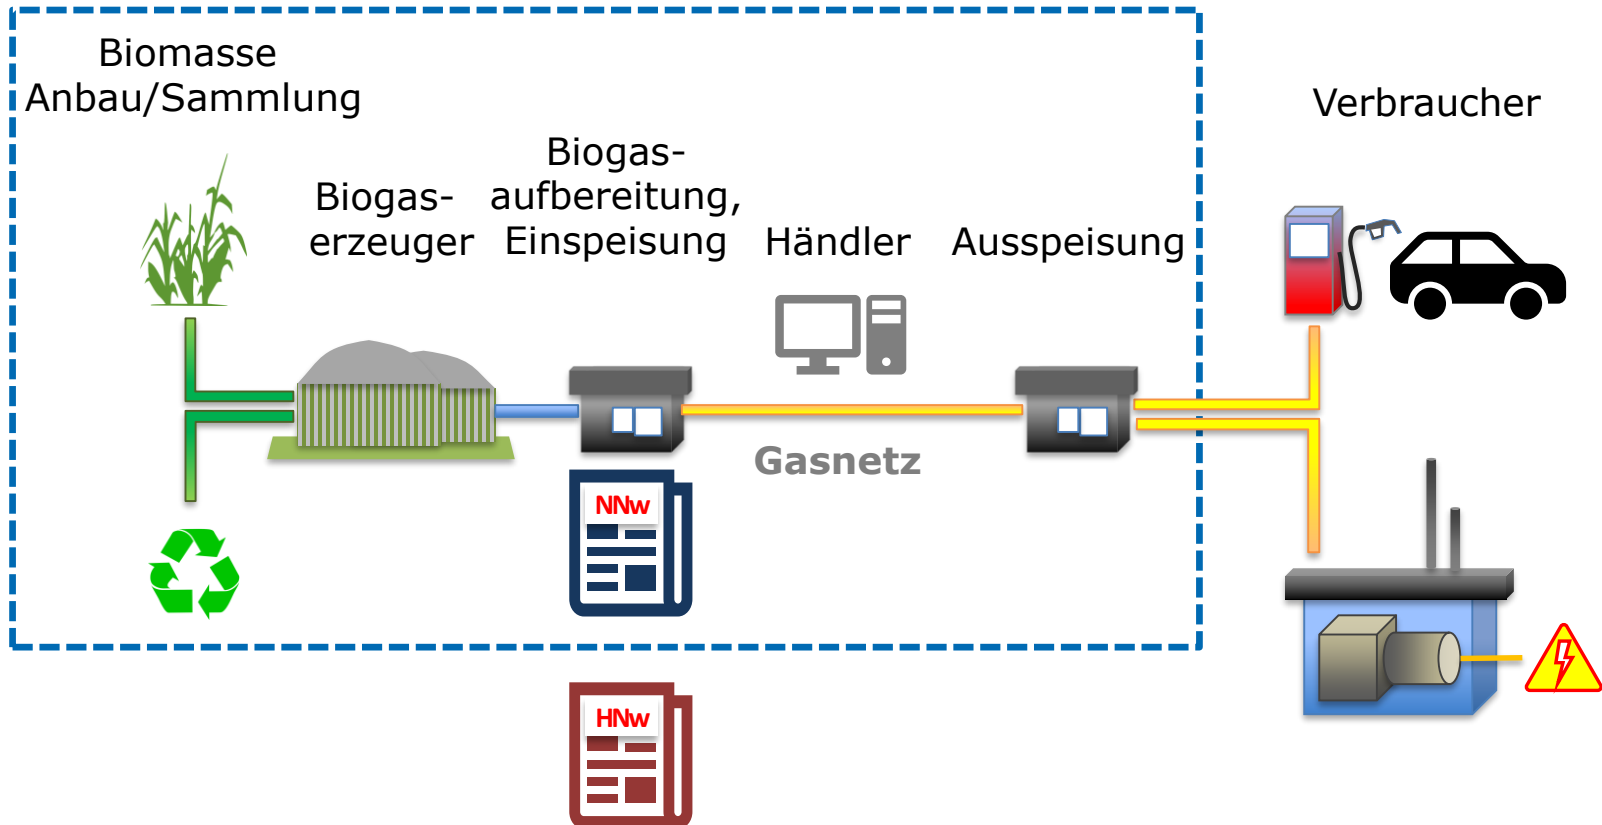 Biomasse
Anbau/Sammlung
Biogas-
erzeuger
Biogas-
aufbereitung,
Einspeisung
Händler
Ausspeisung
Verbraucher
Gasnetz
NNw
HNw